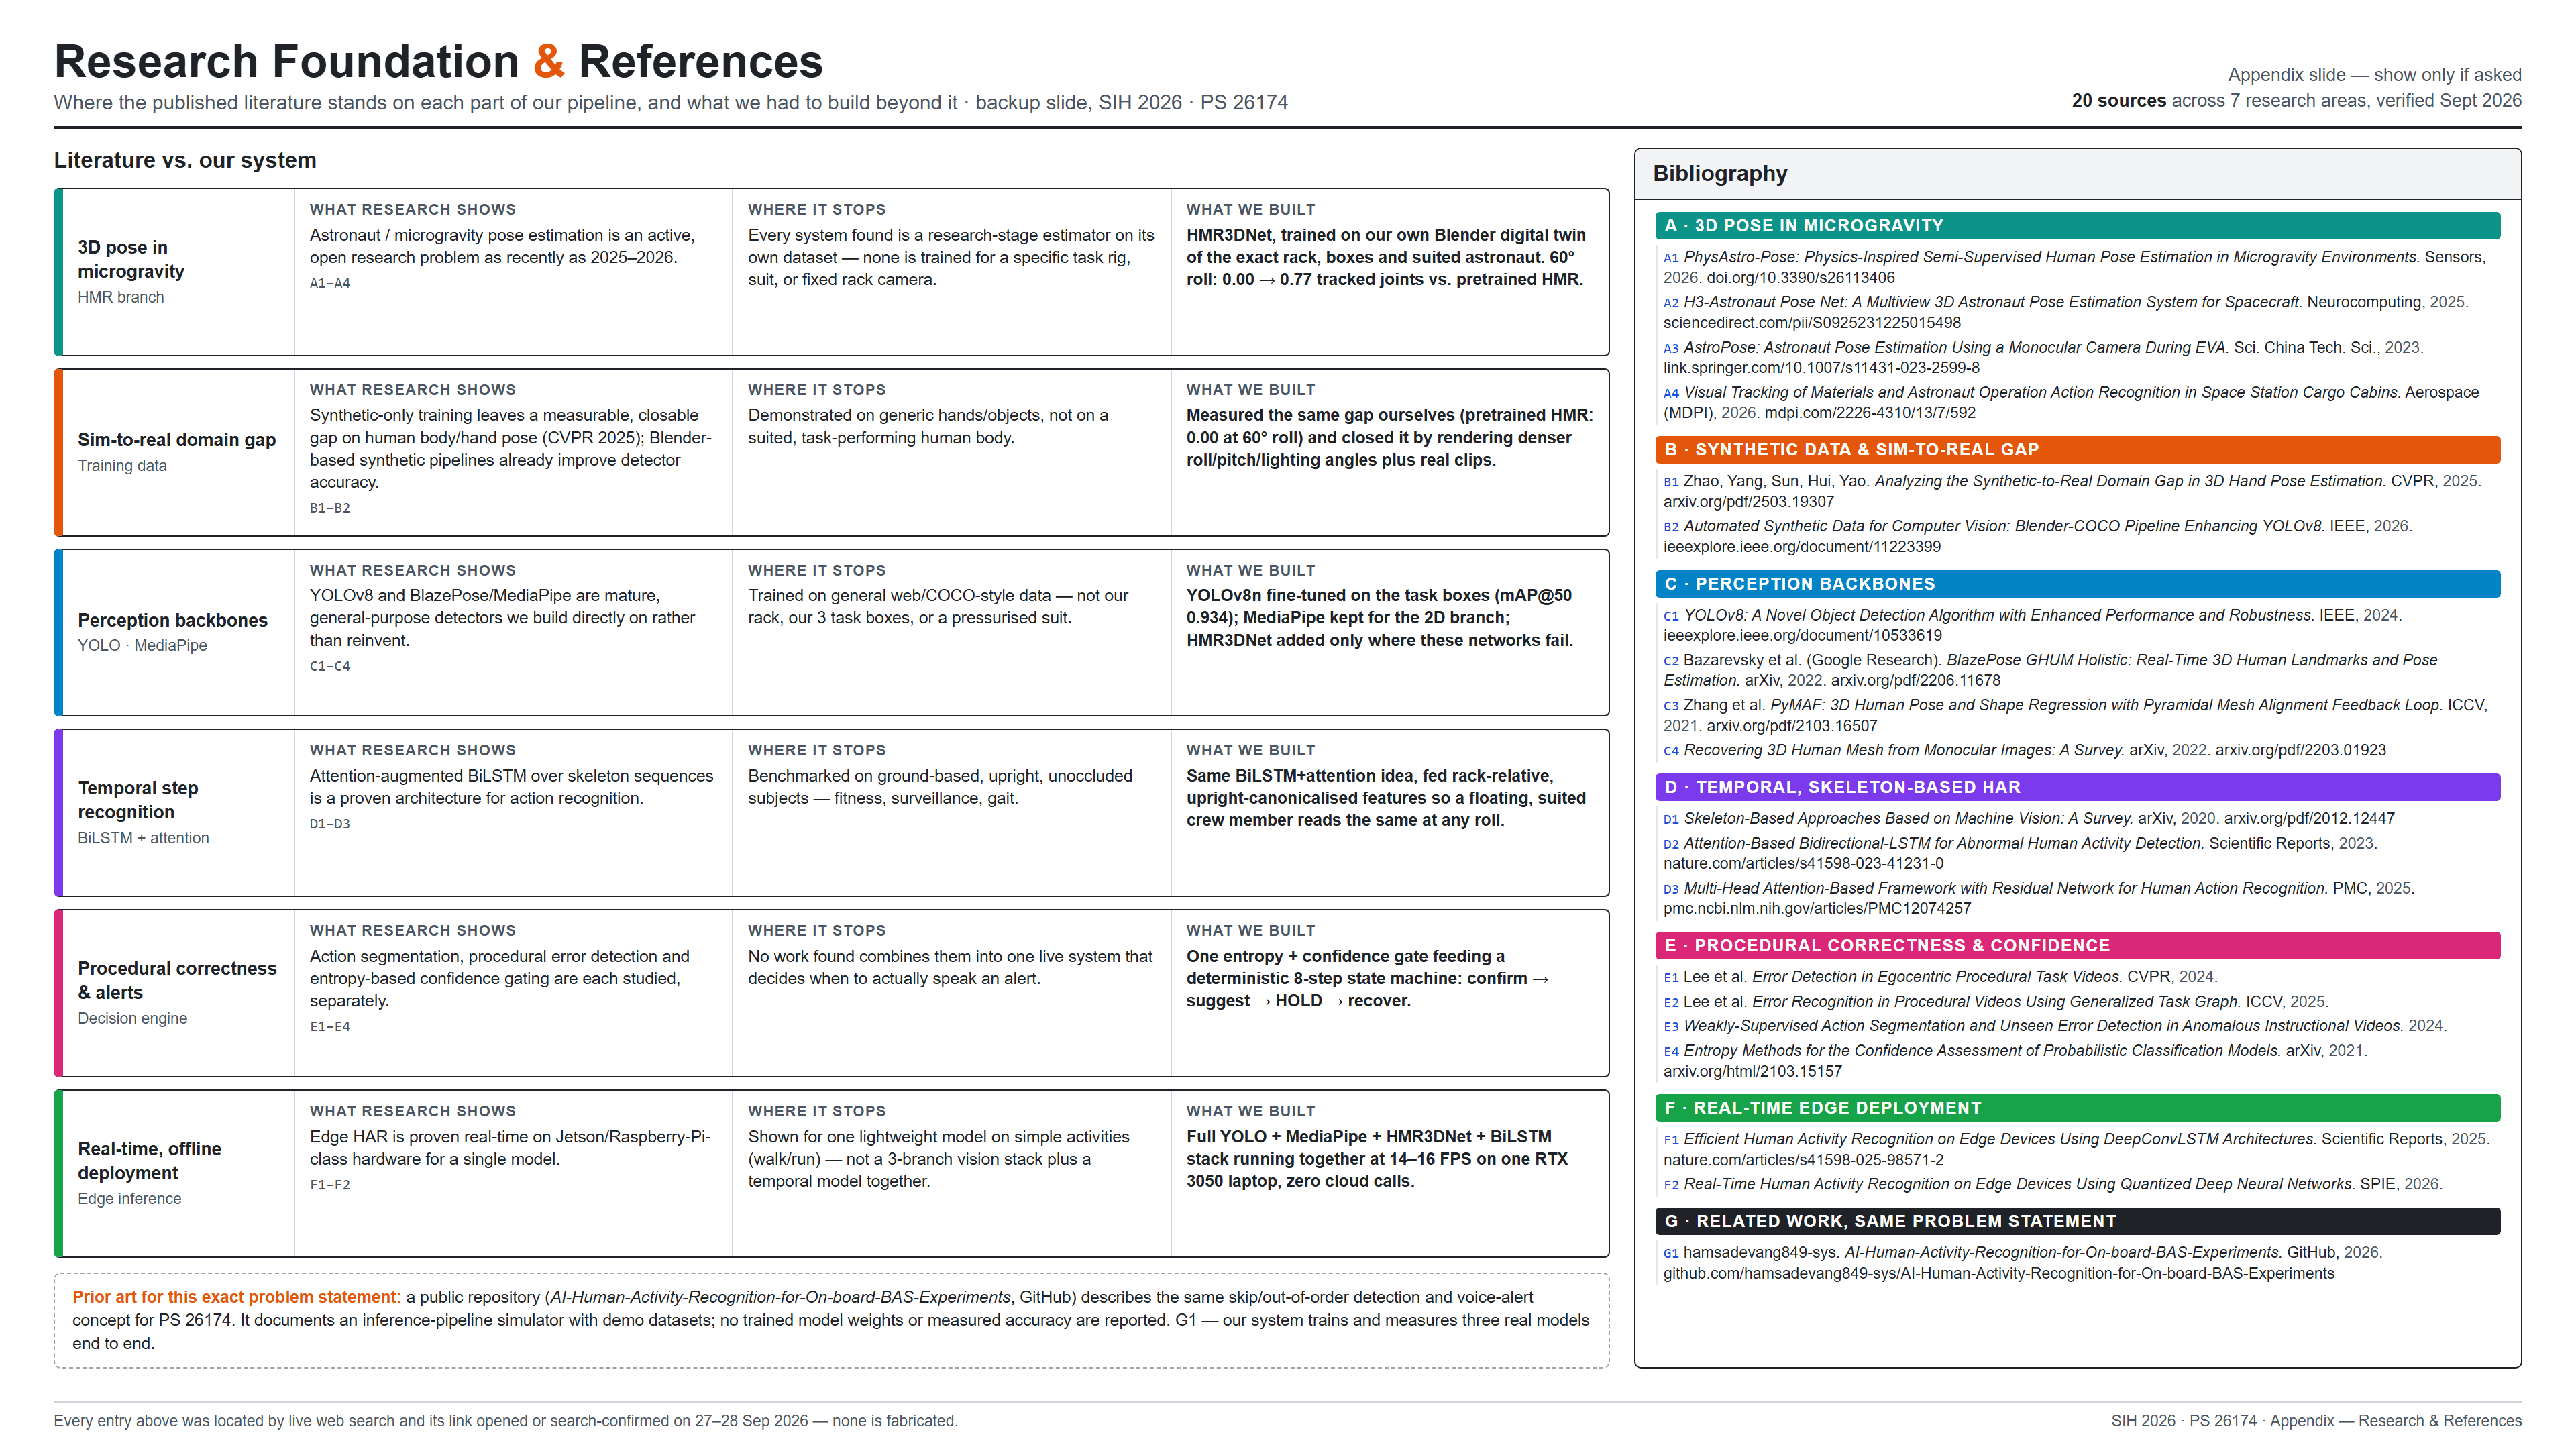 Research Foundation & References
Where the published literature stands on each part of our pipeline, and what we had to build beyond it · backup slide, SIH 2026 · PS 26174
Appendix slide — show only if asked
20 sources across 7 research areas, verified Sept 2026
Literature vs. our system
3D pose in
microgravity
HMR branch
WHAT RESEARCH SHOWS
Astronaut / microgravity pose estimation is an active,
open research problem as recently as 2025–2026.
A1–A4
WHERE IT STOPS
Every system found is a research-stage estimator on its
own dataset — none is trained for a specific task rig,
suit, or fixed rack camera.
WHAT WE BUILT
HMR3DNet, trained on our own Blender digital twin
of the exact rack, boxes and suited astronaut. 60°
roll: 0.00 → 0.77 tracked joints vs. pretrained HMR.
Sim-to-real domain gap
Training data
WHAT RESEARCH SHOWS
Synthetic-only training leaves a measurable, closable
gap on human body/hand pose (CVPR 2025); Blender-
based synthetic pipelines already improve detector
accuracy.
B1–B2
WHERE IT STOPS
Demonstrated on generic hands/objects, not on a
suited, task-performing human body.
WHAT WE BUILT
Measured the same gap ourselves (pretrained HMR:
0.00 at 60° roll) and closed it by rendering denser
roll/pitch/lighting angles plus real clips.
Perception backbones
YOLO · MediaPipe
WHAT RESEARCH SHOWS
YOLOv8 and BlazePose/MediaPipe are mature,
general-purpose detectors we build directly on rather
than reinvent.
C1–C4
WHERE IT STOPS
Trained on general web/COCO-style data — not our
rack, our 3 task boxes, or a pressurised suit.
WHAT WE BUILT
YOLOv8n fine-tuned on the task boxes (mAP@50
0.934); MediaPipe kept for the 2D branch;
HMR3DNet added only where these networks fail.
Temporal step
recognition
BiLSTM + attention
WHAT RESEARCH SHOWS
Attention-augmented BiLSTM over skeleton sequences
is a proven architecture for action recognition.
D1–D3
WHERE IT STOPS
Benchmarked on ground-based, upright, unoccluded
subjects — fitness, surveillance, gait.
WHAT WE BUILT
Same BiLSTM+attention idea, fed rack-relative,
upright-canonicalised features so a floating, suited
crew member reads the same at any roll.
Procedural correctness
& alerts
Decision engine
WHAT RESEARCH SHOWS
Action segmentation, procedural error detection and
entropy-based confidence gating are each studied,
separately.
E1–E4
WHERE IT STOPS
No work found combines them into one live system that
decides when to actually speak an alert.
WHAT WE BUILT
One entropy + confidence gate feeding a
deterministic 8-step state machine: confirm →
suggest → HOLD → recover.
Real-time, offline
deployment
Edge inference
WHAT RESEARCH SHOWS
Edge HAR is proven real-time on Jetson/Raspberry-Pi-
class hardware for a single model.
F1–F2
WHERE IT STOPS
Shown for one lightweight model on simple activities
(walk/run) — not a 3-branch vision stack plus a
temporal model together.
WHAT WE BUILT
Full YOLO + MediaPipe + HMR3DNet + BiLSTM
stack running together at 14–16 FPS on one RTX
3050 laptop, zero cloud calls.
Prior art for this exact problem statement: a public repository (AI-Human-Activity-Recognition-for-On-board-BAS-Experiments, GitHub) describes the same skip/out-of-order detection and voice-alert
concept for PS 26174. It documents an inference-pipeline simulator with demo datasets; no trained model weights or measured accuracy are reported. G1 — our system trains and measures three real models
end to end.
Bibliography
A · 3D POSE IN MICROGRAVITY
A1 PhysAstro-Pose: Physics-Inspired Semi-Supervised Human Pose Estimation in Microgravity Environments. Sensors,
2026. doi.org/10.3390/s26113406
A2 H3-Astronaut Pose Net: A Multiview 3D Astronaut Pose Estimation System for Spacecraft. Neurocomputing, 2025.
sciencedirect.com/pii/S0925231225015498
A3 AstroPose: Astronaut Pose Estimation Using a Monocular Camera During EVA. Sci. China Tech. Sci., 2023.
link.springer.com/10.1007/s11431-023-2599-8
A4 Visual Tracking of Materials and Astronaut Operation Action Recognition in Space Station Cargo Cabins. Aerospace
(MDPI), 2026. mdpi.com/2226-4310/13/7/592
B · SYNTHETIC DATA & SIM-TO-REAL GAP
B1 Zhao, Yang, Sun, Hui, Yao. Analyzing the Synthetic-to-Real Domain Gap in 3D Hand Pose Estimation. CVPR, 2025.
arxiv.org/pdf/2503.19307
B2 Automated Synthetic Data for Computer Vision: Blender-COCO Pipeline Enhancing YOLOv8. IEEE, 2026.
ieeexplore.ieee.org/document/11223399
C · PERCEPTION BACKBONES
C1 YOLOv8: A Novel Object Detection Algorithm with Enhanced Performance and Robustness. IEEE, 2024.
ieeexplore.ieee.org/document/10533619
C2 Bazarevsky et al. (Google Research). BlazePose GHUM Holistic: Real-Time 3D Human Landmarks and Pose
Estimation. arXiv, 2022. arxiv.org/pdf/2206.11678
C3 Zhang et al. PyMAF: 3D Human Pose and Shape Regression with Pyramidal Mesh Alignment Feedback Loop. ICCV,
2021. arxiv.org/pdf/2103.16507
C4 Recovering 3D Human Mesh from Monocular Images: A Survey. arXiv, 2022. arxiv.org/pdf/2203.01923
D · TEMPORAL, SKELETON-BASED HAR
D1 Skeleton-Based Approaches Based on Machine Vision: A Survey. arXiv, 2020. arxiv.org/pdf/2012.12447
D2 Attention-Based Bidirectional-LSTM for Abnormal Human Activity Detection. Scientific Reports, 2023.
nature.com/articles/s41598-023-41231-0
D3 Multi-Head Attention-Based Framework with Residual Network for Human Action Recognition. PMC, 2025.
pmc.ncbi.nlm.nih.gov/articles/PMC12074257
E · PROCEDURAL CORRECTNESS & CONFIDENCE
E1 Lee et al. Error Detection in Egocentric Procedural Task Videos. CVPR, 2024.
E2 Lee et al. Error Recognition in Procedural Videos Using Generalized Task Graph. ICCV, 2025.
E3 Weakly-Supervised Action Segmentation and Unseen Error Detection in Anomalous Instructional Videos. 2024.
E4 Entropy Methods for the Confidence Assessment of Probabilistic Classification Models. arXiv, 2021.
arxiv.org/html/2103.15157
F · REAL-TIME EDGE DEPLOYMENT
F1 Efficient Human Activity Recognition on Edge Devices Using DeepConvLSTM Architectures. Scientific Reports, 2025.
nature.com/articles/s41598-025-98571-2
F2 Real-Time Human Activity Recognition on Edge Devices Using Quantized Deep Neural Networks. SPIE, 2026.
G · RELATED WORK, SAME PROBLEM STATEMENT
G1 hamsadevang849-sys. AI-Human-Activity-Recognition-for-On-board-BAS-Experiments. GitHub, 2026.
github.com/hamsadevang849-sys/AI-Human-Activity-Recognition-for-On-board-BAS-Experiments
Every entry above was located by live web search and its link opened or search-confirmed on 27–28 Sep 2026 — none is fabricated.
SIH 2026 · PS 26174 · Appendix — Research & References